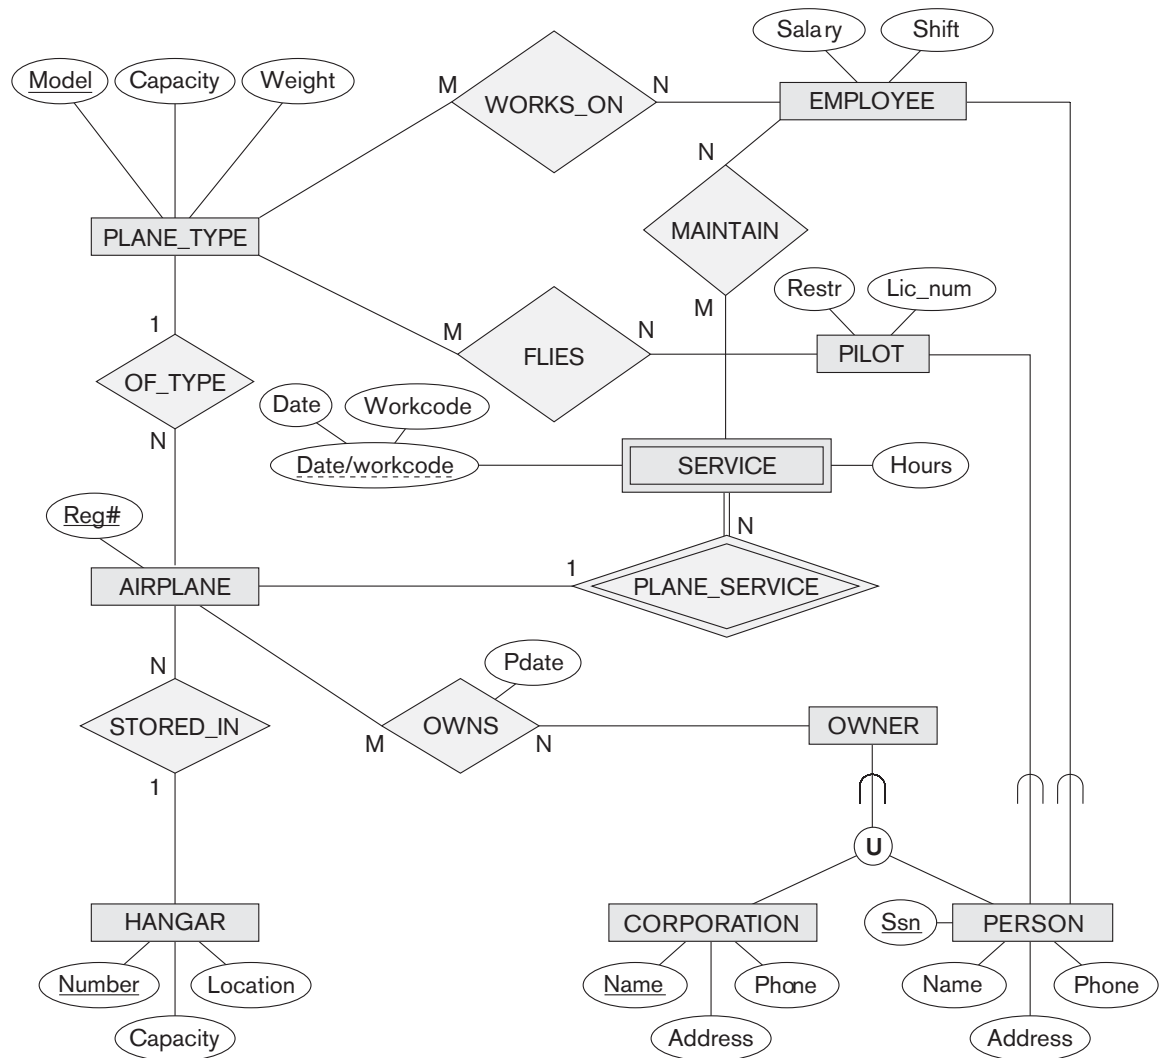 Salary
Shift
Model
Capacity
Weight
M
WORKS_ON
N
EMPLOYEE
N
MAINTAIN
M
PLANE_TYPE
1
OF_TYPE
N
M
FLIES
N
Restr
Lic_num
PILOT
Date
Workcode
Date/workcode
SERVICE
Hours
Reg#
AIRPLANE
1
N
PLANE_SERVICE
N
STORED_IN
1
Pdate
M
OWNS
N
OWNER
U
HANGAR
Number
Location
Capacity
CORPORATION
Name
Phone
Address
Ssn
PERSON
Name
Phone
Address